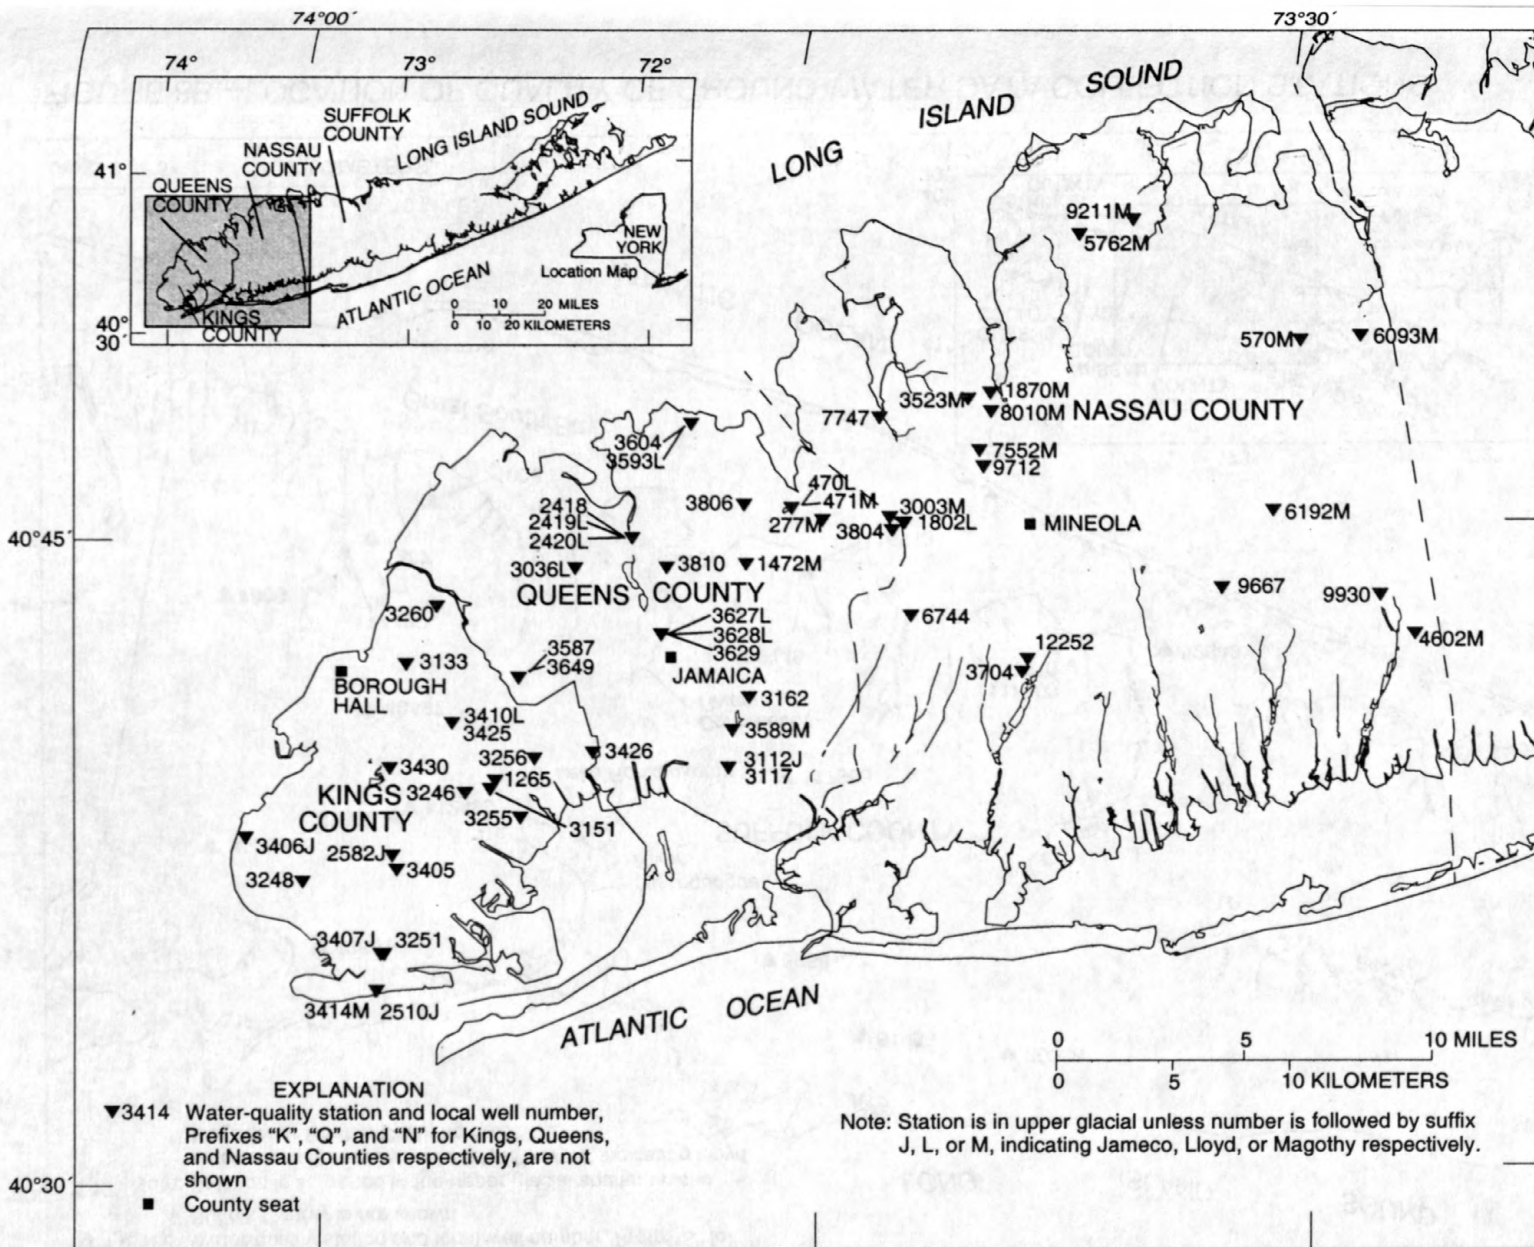 74°00′
73°30′
74°
73°
72°
41°
40°
30′
SUFFOLK
COUNTY
NASSAU
COUNTY
QUEENS
COUNTY
LONG ISLAND SOUND
NEW
YORK
Location Map
ATLANTIC OCEAN
KINGS
COUNTY
0 10 20 MILES
0 10 20 KILOMETERS
LONG ISLAND SOUND
9211M
5762M
570M
6093M
3523M
1870M
8010M
NASSAU COUNTY
7747
3604
3593L
7552M
9712
470L
471M
3806
277M
3003M
1802L
3804
MINEOLA
6192M
2418
2419L
2420L
40°45′
3036L
3810
1472M
QUEENS COUNTY
9667
9930
3260
3627L
3628L
3629
6744
4602M
3133
3587
3649
JAMAICA
12252
3704
BOROUGH
HALL
3162
3410L
3425
3589M
3256
3426
3112J
3117
3430
1265
KINGS
COUNTY
3246
3255
3151
3406J
2582J
3405
3248
3407J
3251
3414M
2510J
ATLANTIC OCEAN
0 5 10 MILES
0 5 10 KILOMETERS
EXPLANATION
3414 Water-quality station and local well number,
Prefixes “K”, “Q”, and “N” for Kings, Queens,
and Nassau Counties respectively, are not
shown
County seat
Note: Station is in upper glacial unless number is followed by suffix
J, L, or M, indicating Jameco, Lloyd, or Magothy respectively.
40°30′